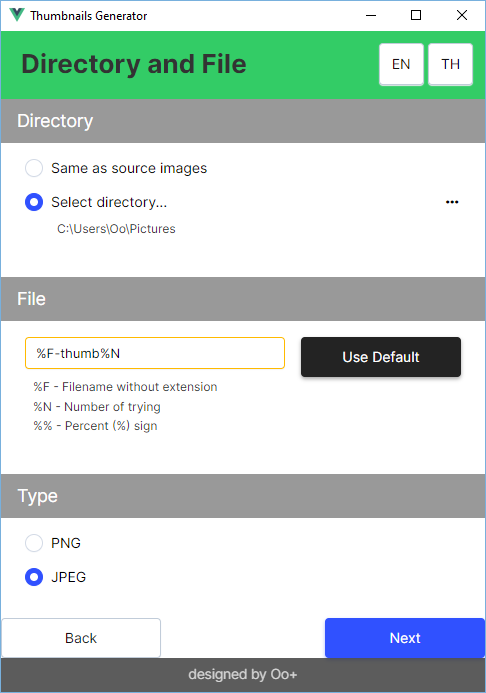 Thumbnails Generator
Directory and File
EN
TH
Directory
Same as source images
Select directory...
C:\Users\Oo\Pictures
File
%F-thumb%N
Use Default
%F - Filename without extension
%N - Number of trying
%% - Percent (%) sign
Type
PNG
JPEG
Back
Next
designed by Oo+